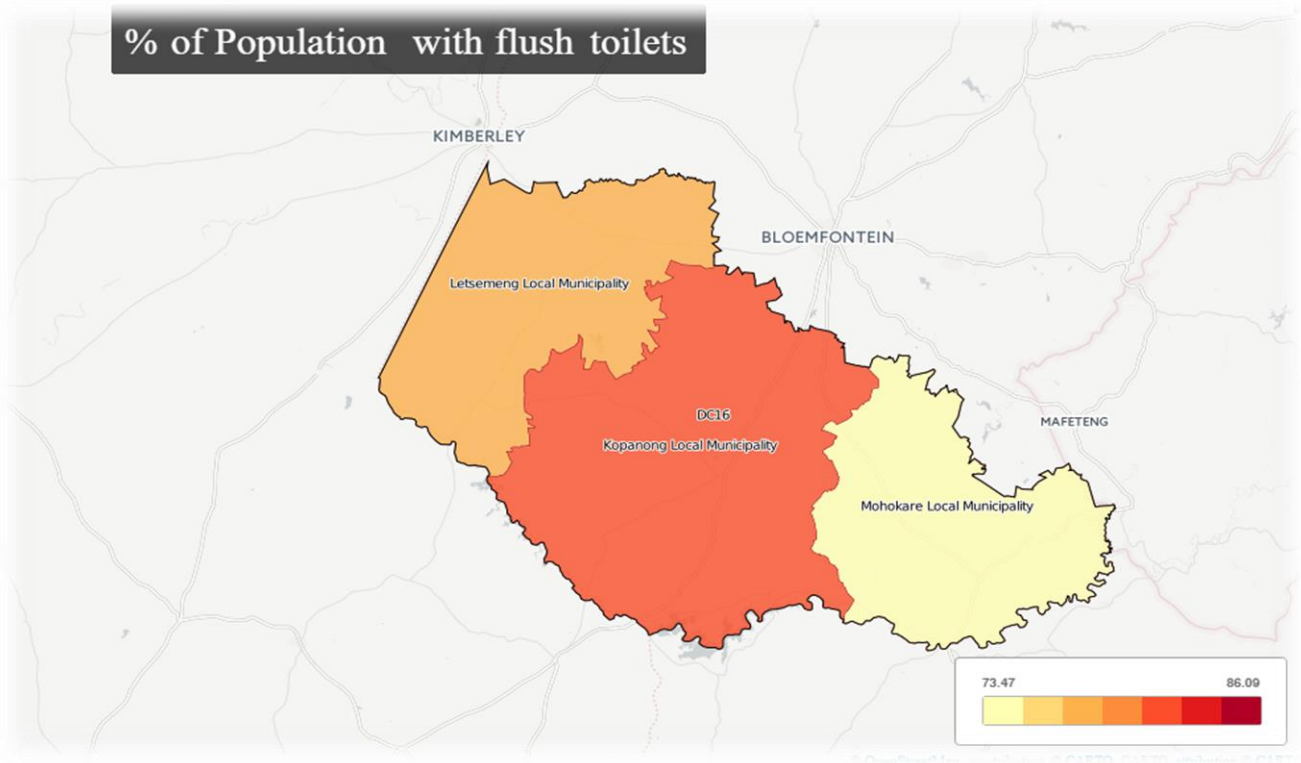 % of Population with flush toilets
KIMBERLEY
BLOEMFONTEIN
Letsemeng Local Municipality
DC16
MAFETENG
Kopanong Local Municipality
Mohokare Local Municipality
73.47 86.09